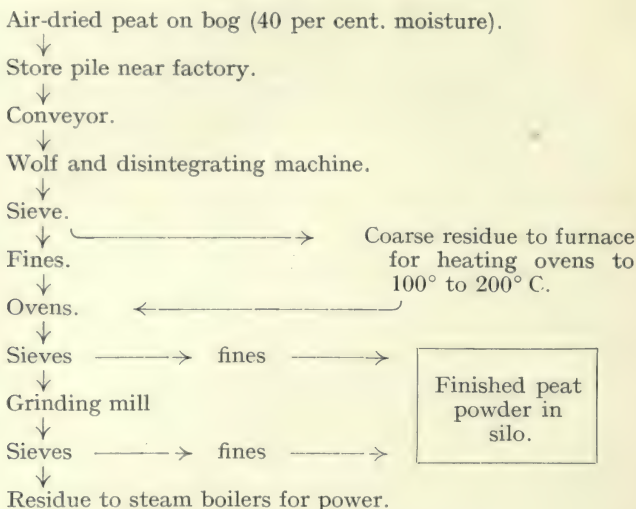 Air-dried peat on bog (40 per cent. moisture).
Store pile near factory.
Conveyor.
Wolf and disintegrating machine.
Sieve.
Coarse residue to furnace
for heating ovens to
100° to 200° C.
Fines.
Ovens.
Sieves fines
Finished peat
powder in
silo.
Grinding mill
Sieves fines
Residue to steam boilers for power.